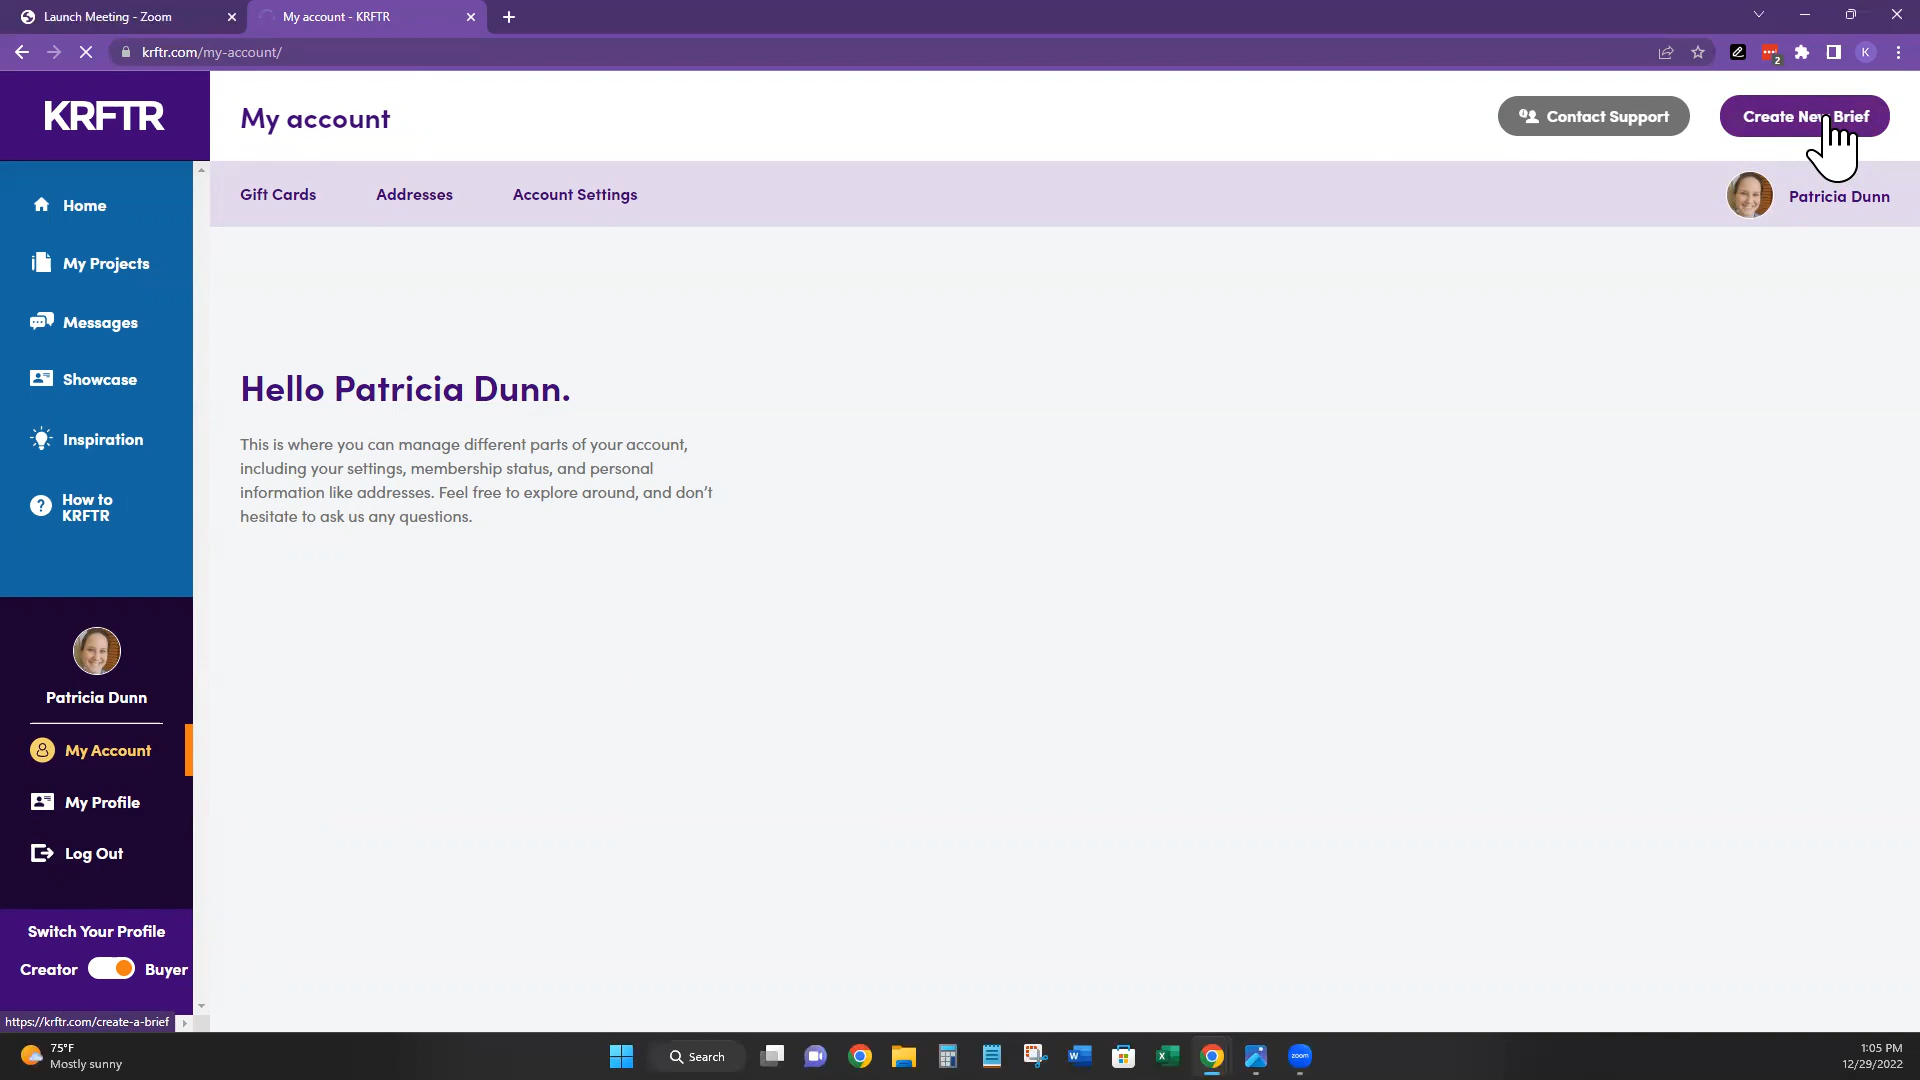 Launch Meeting - Zoom
My account - KRFTR
krftr.com/my-account/
2
K
KRFTR
My account
Contact Support
Create New Brief
Gift Cards
Addresses
Account Settings
Patricia Dunn
Home
My Projects
Messages
Showcase
Inspiration
How to
KRFTR
Hello Patricia Dunn.
This is where you can manage different parts of your account,
including your settings, membership status, and personal
information like addresses. Feel free to explore around, and don't
hesitate to ask us any questions.
Patricia Dunn
My Account
My Profile
Log Out
Switch Your Profile
Creator
Buyer
https://krftr.com/create-a-brief
75°F
Mostly sunny
Search
zoom
1:05 PM
12/29/2022